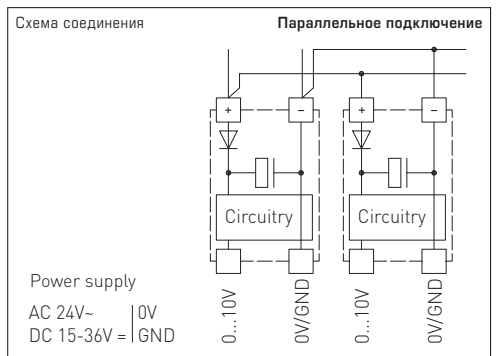 Схема соединения
Параллельное подключение
+
–
+
–
Circuitry
Circuitry
Power supply
AC 24V~ 0V
DC 15-36V = GND
0...10V
0V/GND
0...10V
0V/GND